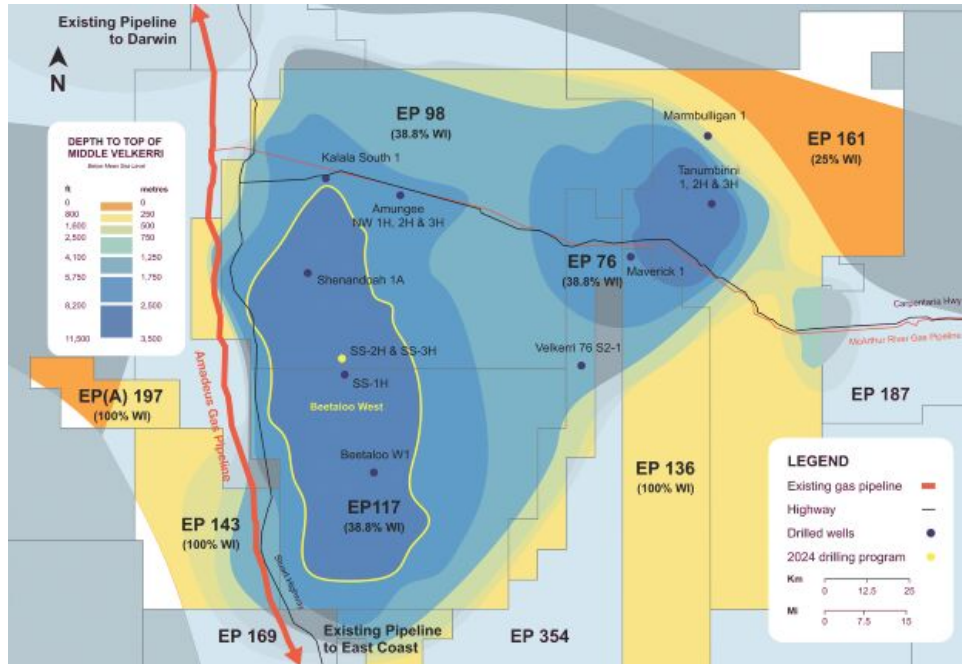 Existing Pipeline
to Darwin
N
DEPTH TO TOP OF
MIDDLE VELKERRI
Below Mean Sea Level
ft metres
0 0
800 250
1,600 500
2,500 750
4,100 1,250
5,750 1,750
8,200 2,500
11,500 3,500
EP 98
(38.8% WI)
Marmbulligan 1
EP 161
(25% WI)
Kalala South 1
Tanumbirini
1, 2H & 3H
Amungee
NW 1H, 2H & 3H
EP 76
(38.8% WI)
Maverick 1
Shenandoah 1A
Carpentaria Hwy
McArthur River Gas Pipeline
SS-2H & SS-3H
Velkerri 76 S2-1
SS-1H
Amadeus Gas Pipeline
EP(A) 197
(100% WI)
Beetaloo West
EP 187
Beetaloo W1
EP 136
(100% WI)
EP117
(38.8% WI)
EP 143
(100% WI)
Stuart Highway
LEGEND
Existing gas pipeline
Highway
Drilled wells
2024 drilling program
Km
0 12.5 25
Mi
0 7.5 15
EP 169
Existing Pipeline
to East Coast
EP 354